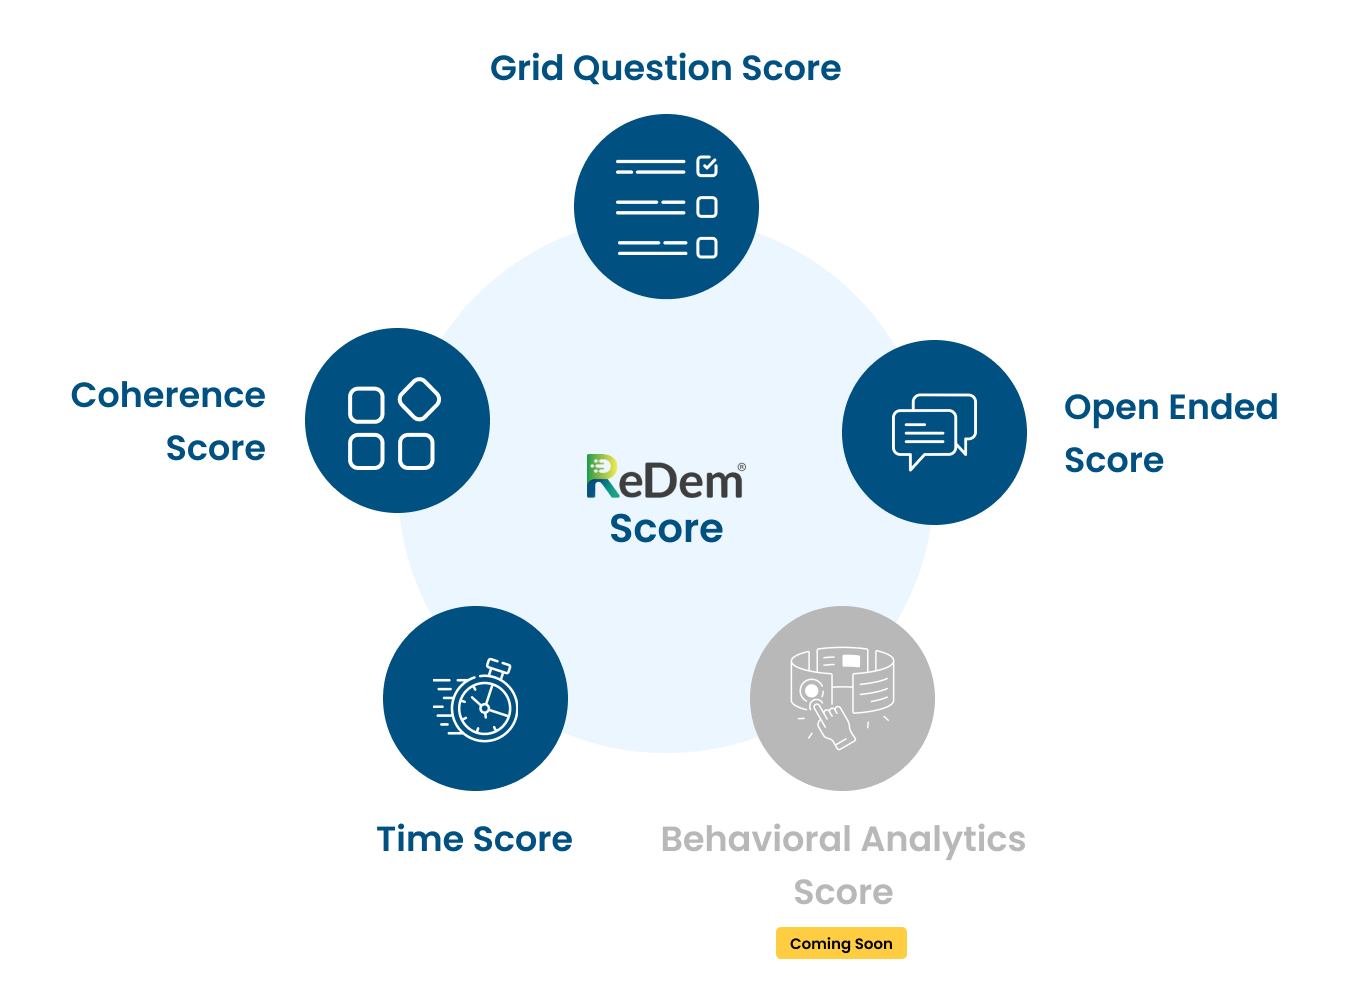 Grid Question Score
Coherence
Score
Open Ended
Score
ReDem®
Score
Time Score
Behavioral Analytics
Score
Coming Soon